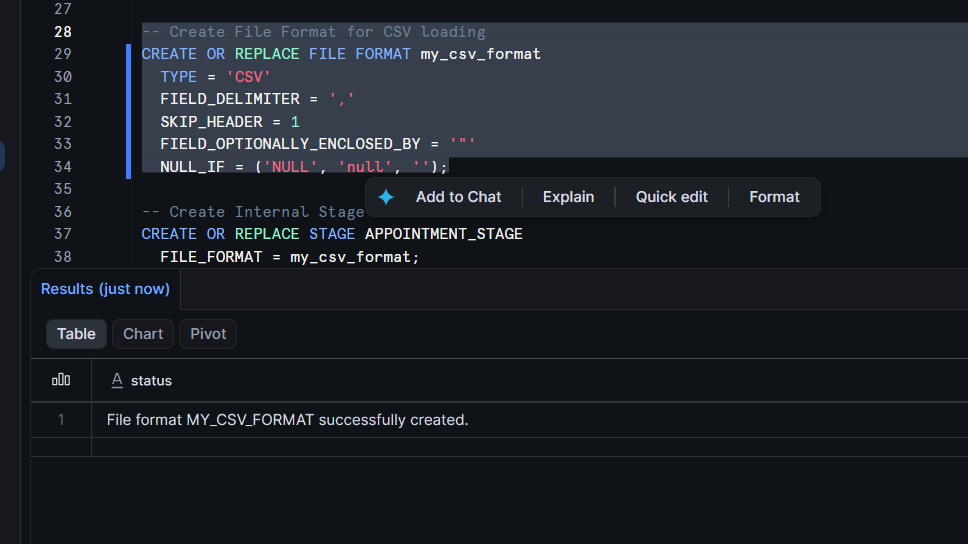 27
28 -- Create File Format for CSV loading
29 CREATE OR REPLACE FILE FORMAT my_csv_format
30 TYPE = 'CSV'
31 FIELD_DELIMITER = ','
32 SKIP_HEADER = 1
33 FIELD_OPTIONALLY_ENCLOSED_BY = '"'
34 NULL_IF = ('NULL', 'null', '');
35
Add to Chat Explain Quick edit Format
36 -- Create Internal Stage
37 CREATE OR REPLACE STAGE APPOINTMENT_STAGE
38 FILE_FORMAT = my_csv_format;
Results (just now)
Table Chart Pivot
A status
1 File format MY_CSV_FORMAT successfully created.